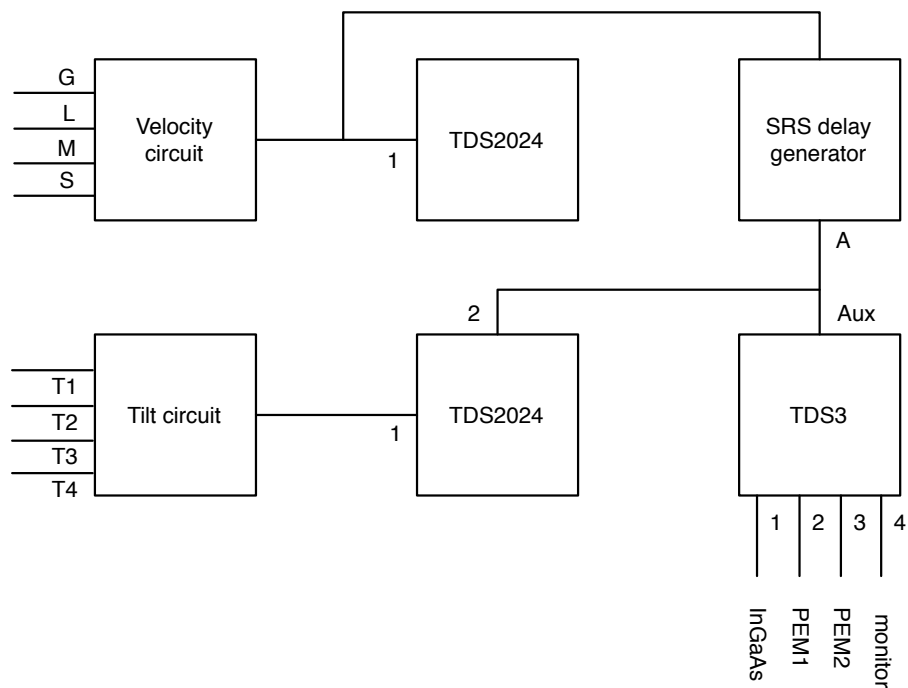 G
L
M
S
Velocity
circuit
1
TDS2024
SRS delay
generator
A
2
Aux
T1
T2
T3
T4
Tilt circuit
1
TDS2024
TDS3
1
2
3
4
InGaAs
PEM1
PEM2
monitor